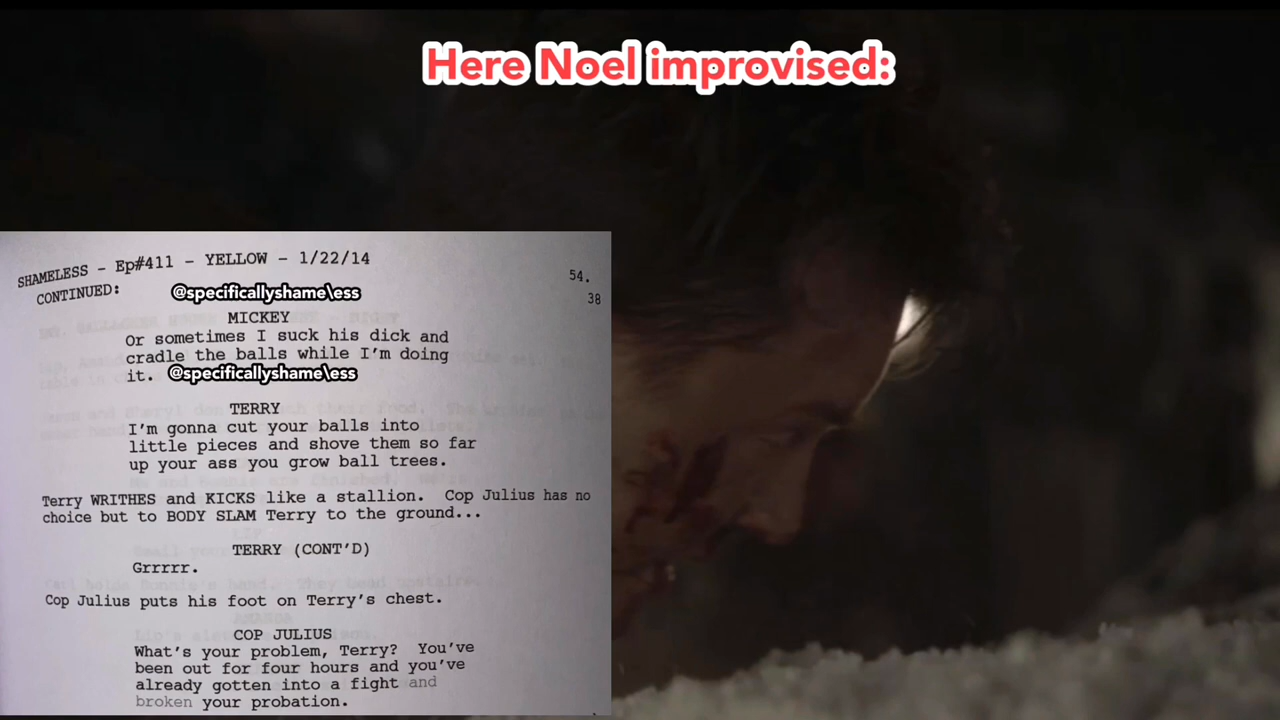 Here Noel improvised:
SHAMELESS - Ep#411 - YELLOW - 1/22/14
54.
CONTINUED:
@specificallyshame\ess
38
MICKEY
Or sometimes I suck his dick and
cradle the balls while I'm doing
it.
@specificallyshame\ess
TERRY
I'm gonna cut your balls into
little pieces and shove them so far
up your ass you grow ball trees.
Terry WRITHES and KICKS like a stallion. Cop Julius has no
choice but to BODY SLAM Terry to the ground...
TERRY (CONT'D)
Grrrrr.
Cop Julius puts his foot on Terry's chest.
COP JULIUS
What's your problem, Terry? You've
been out for four hours and you've
already gotten into a fight and
broken your probation.